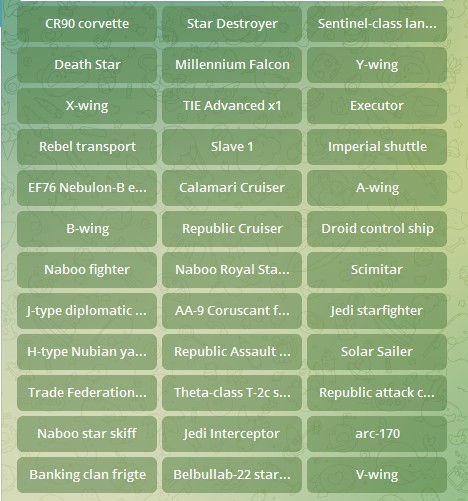 CR90 corvette
Star Destroyer
Sentinel-class lan...
Death Star
Millennium Falcon
Y-wing
X-wing
TIE Advanced x1
Executor
Rebel transport
Slave 1
Imperial shuttle
EF76 Nebulon-B e...
Calamari Cruiser
A-wing
B-wing
Republic Cruiser
Droid control ship
Naboo fighter
Naboo Royal Sta...
Scimitar
J-type diplomatic ...
AA-9 Coruscant f...
Jedi starfighter
H-type Nubian ya...
Republic Assault ...
Solar Sailer
Trade Federation...
Theta-class T-2c s...
Republic attack c...
Naboo star skiff
Jedi Interceptor
arc-170
Banking clan frigte
Belbullab-22 star...
V-wing